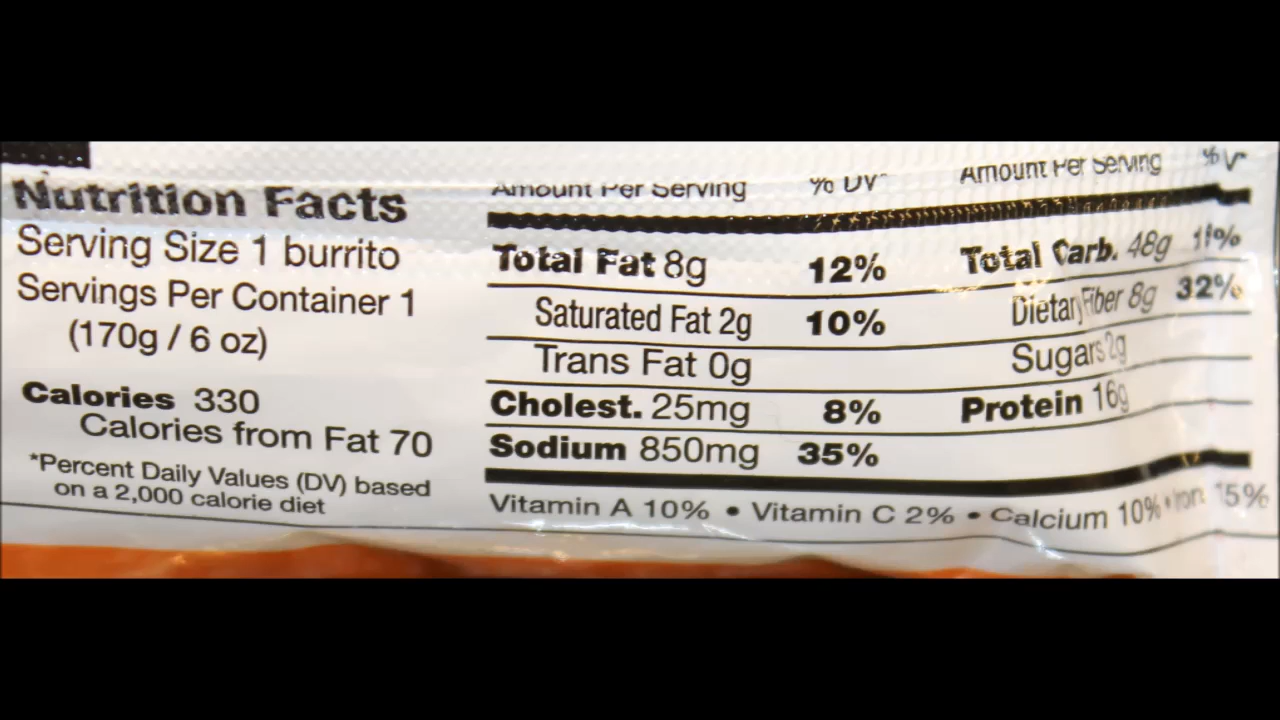 Nutrition Facts
Serving Size 1 burrito
Servings Per Container 1
(170g / 6 oz)
Calories 330
Calories from Fat 70
*Percent Daily Values (DV) based
on a 2,000 calorie diet
Amount Per Serving % DV*
Total Fat 8g 12%
Saturated Fat 2g 10%
Trans Fat 0g
Cholest. 25mg 8%
Sodium 850mg 35%
Amount Per Serving
Total Carb. 48g
Dietary Fiber 8g 32%
Sugars 2g
Protein 16g
Vitamin A 10% • Vitamin C 2% • Calcium 10% • Iron